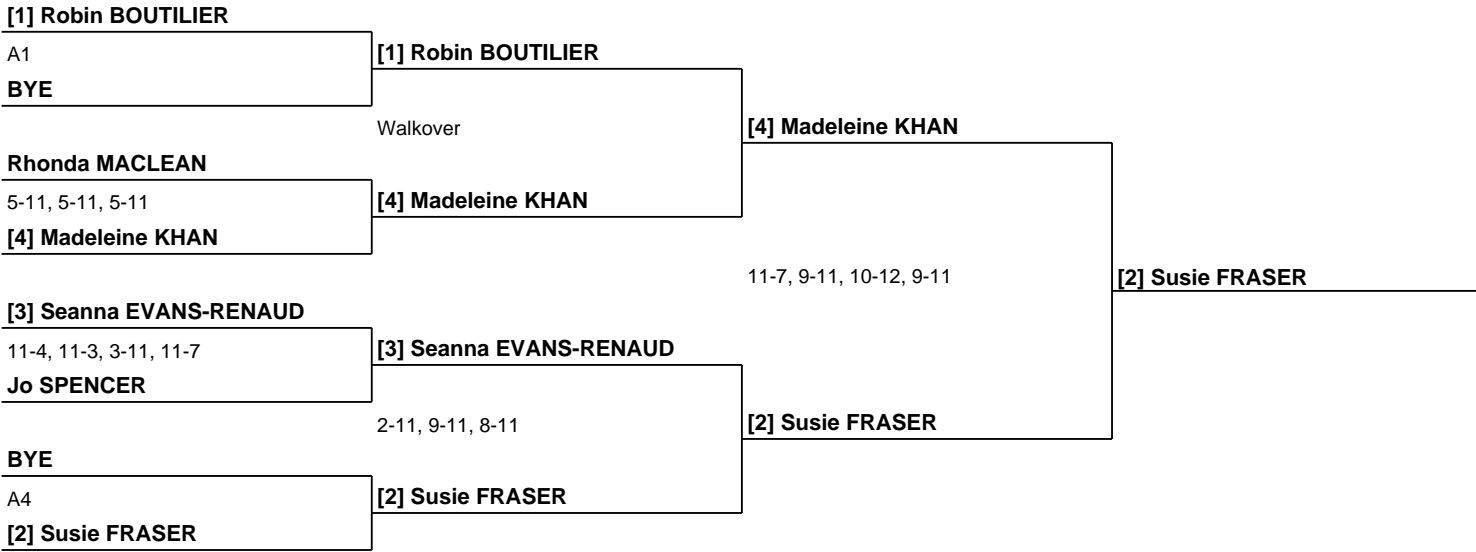 [1] Robin BOUTILIER
A1
BYE
[1] Robin BOUTILIER
Walkover
[4] Madeleine KHAN
Rhonda MACLEAN
5-11, 5-11, 5-11
[4] Madeleine KHAN
[4] Madeleine KHAN
11-7, 9-11, 10-12, 9-11
[2] Susie FRASER
[3] Seanna EVANS-RENAUD
11-4, 11-3, 3-11, 11-7
Jo SPENCER
[3] Seanna EVANS-RENAUD
2-11, 9-11, 8-11
[2] Susie FRASER
BYE
A4
[2] Susie FRASER
[2] Susie FRASER